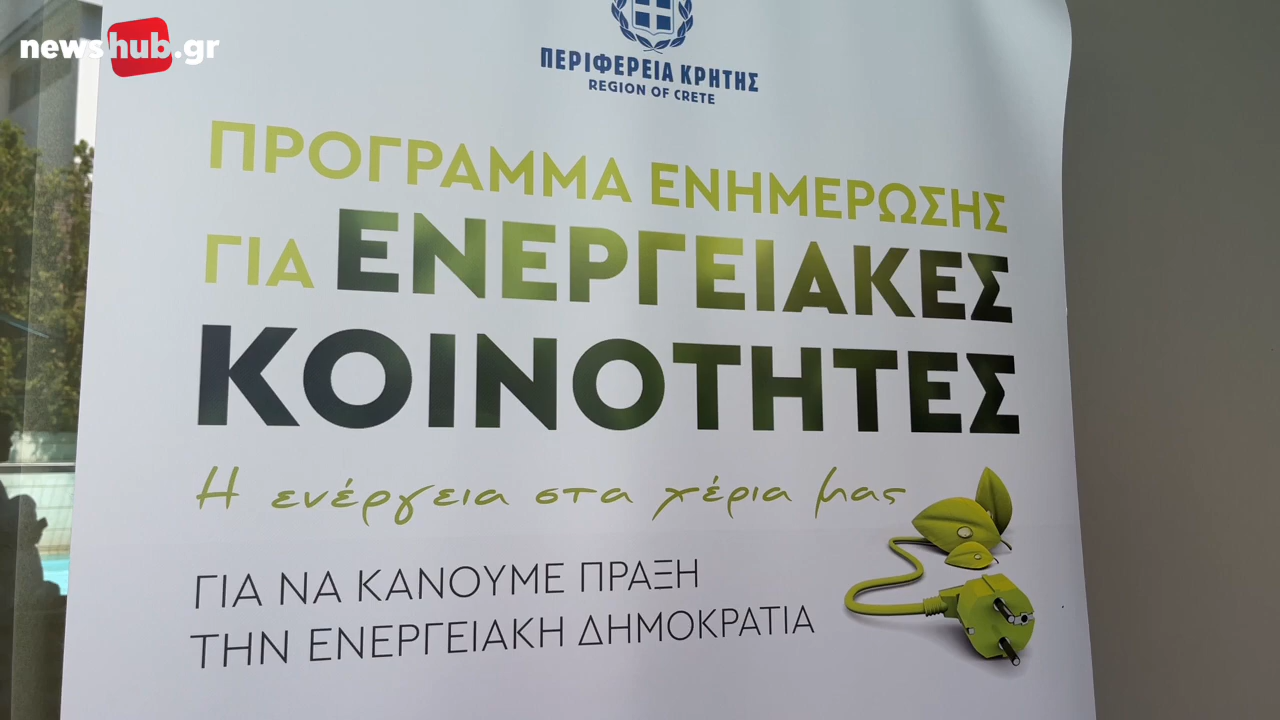 newshub.gr
ΠΕΡΙΦΕΡΕΙΑ ΚΡΗΤΗΣ
REGION OF CRETE
ΠΡΟΓΡΑΜΜΑ ΕΝΗΜΕΡΩΣΗΣ
ΓΙΑ ΕΝΕΡΓΕΙΑΚΕΣ
ΚΟΙΝΟΤΗΤΕΣ
Η ενέργεια στα χέρια μας
ΓΙΑ ΝΑ ΚΑΝΟΥΜΕ ΠΡΑΞΗ
ΤΗΝ ΕΝΕΡΓΕΙΑΚΗ ΔΗΜΟΚΡΑΤΙΑ